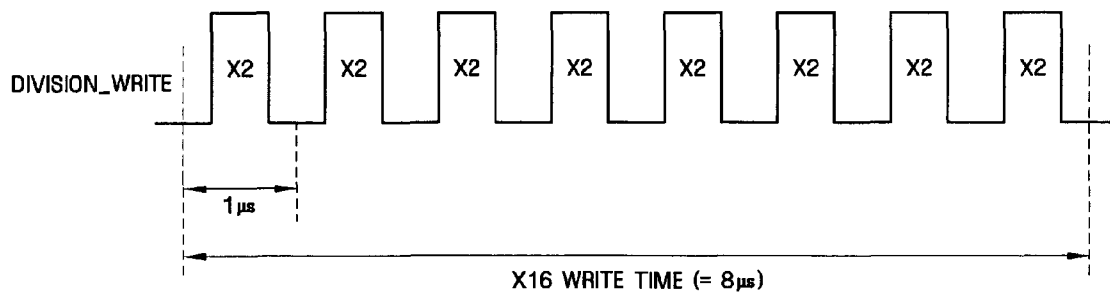 X2 X2 X2 X2 X2 X2 X2 X2
DIVISION_WRITE
1µs
X16 WRITE TIME (= 8µs)